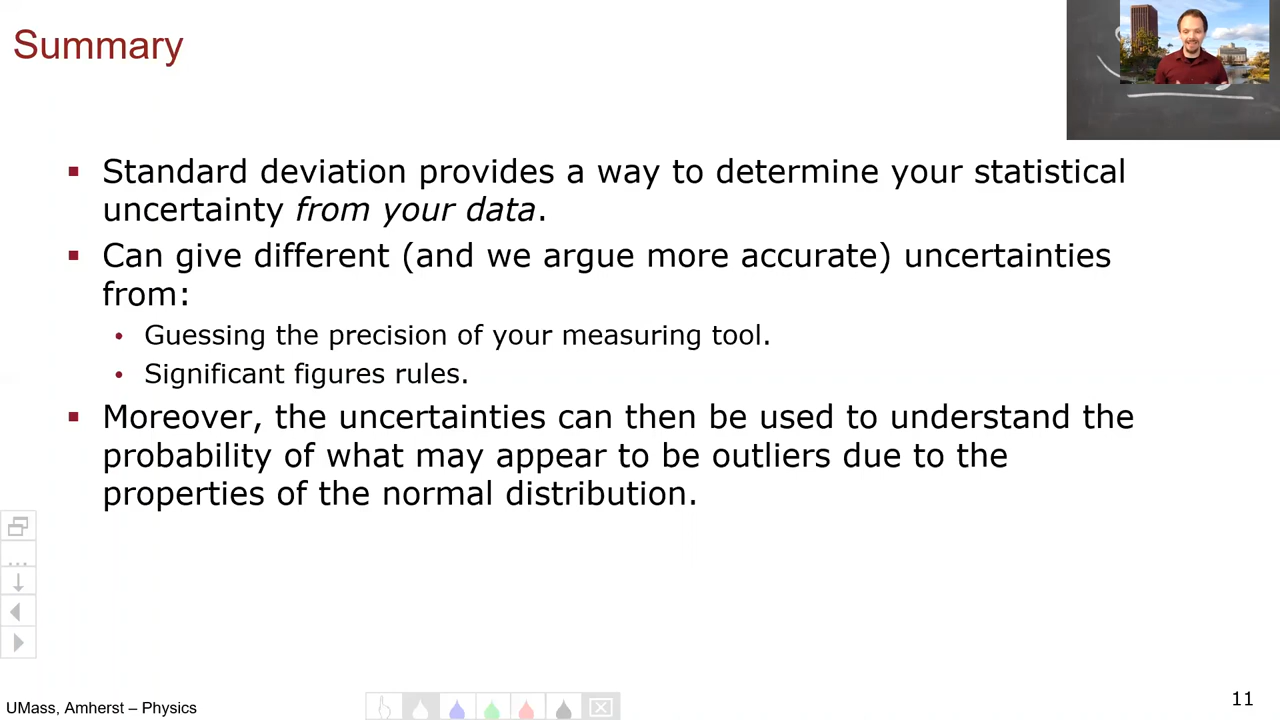 Summary
▪ Standard deviation provides a way to determine your statistical
uncertainty from your data.
▪ Can give different (and we argue more accurate) uncertainties
from:
• Guessing the precision of your measuring tool.
• Significant figures rules.
▪ Moreover, the uncertainties can then be used to understand the
probability of what may appear to be outliers due to the
properties of the normal distribution.
UMass, Amherst – Physics
11